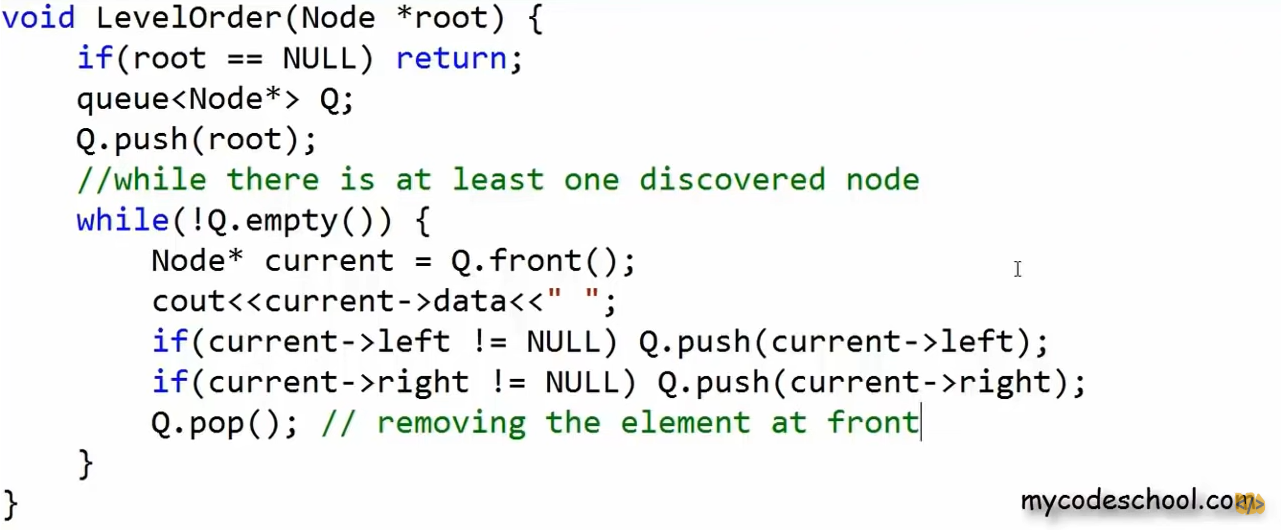 void LevelOrder(Node *root) {
    if(root == NULL) return;
    queue<Node*> Q;
    Q.push(root);
    //while there is at least one discovered node
    while(!Q.empty()) {
        Node* current = Q.front();
        cout<<current->data<<" ";
        if(current->left != NULL) Q.push(current->left);
        if(current->right != NULL) Q.push(current->right);
        Q.pop(); // removing the element at front
    }
}
mycodeschool.com